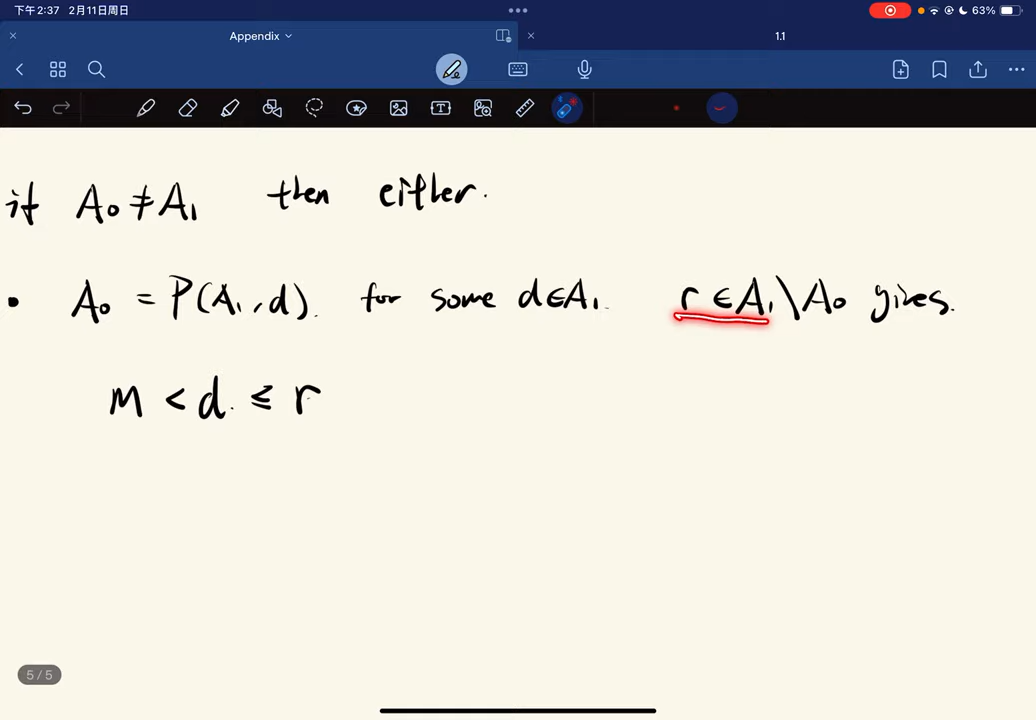 下午2:37 2月11日周日 63%
Appendix 1.1
if A₀ ≠ A₁ then either.
• A₀ = P(A₁, d). for some d∈A₁. r ∈ A₁\A₀ gives.
m < d. ≤ r
5 / 5